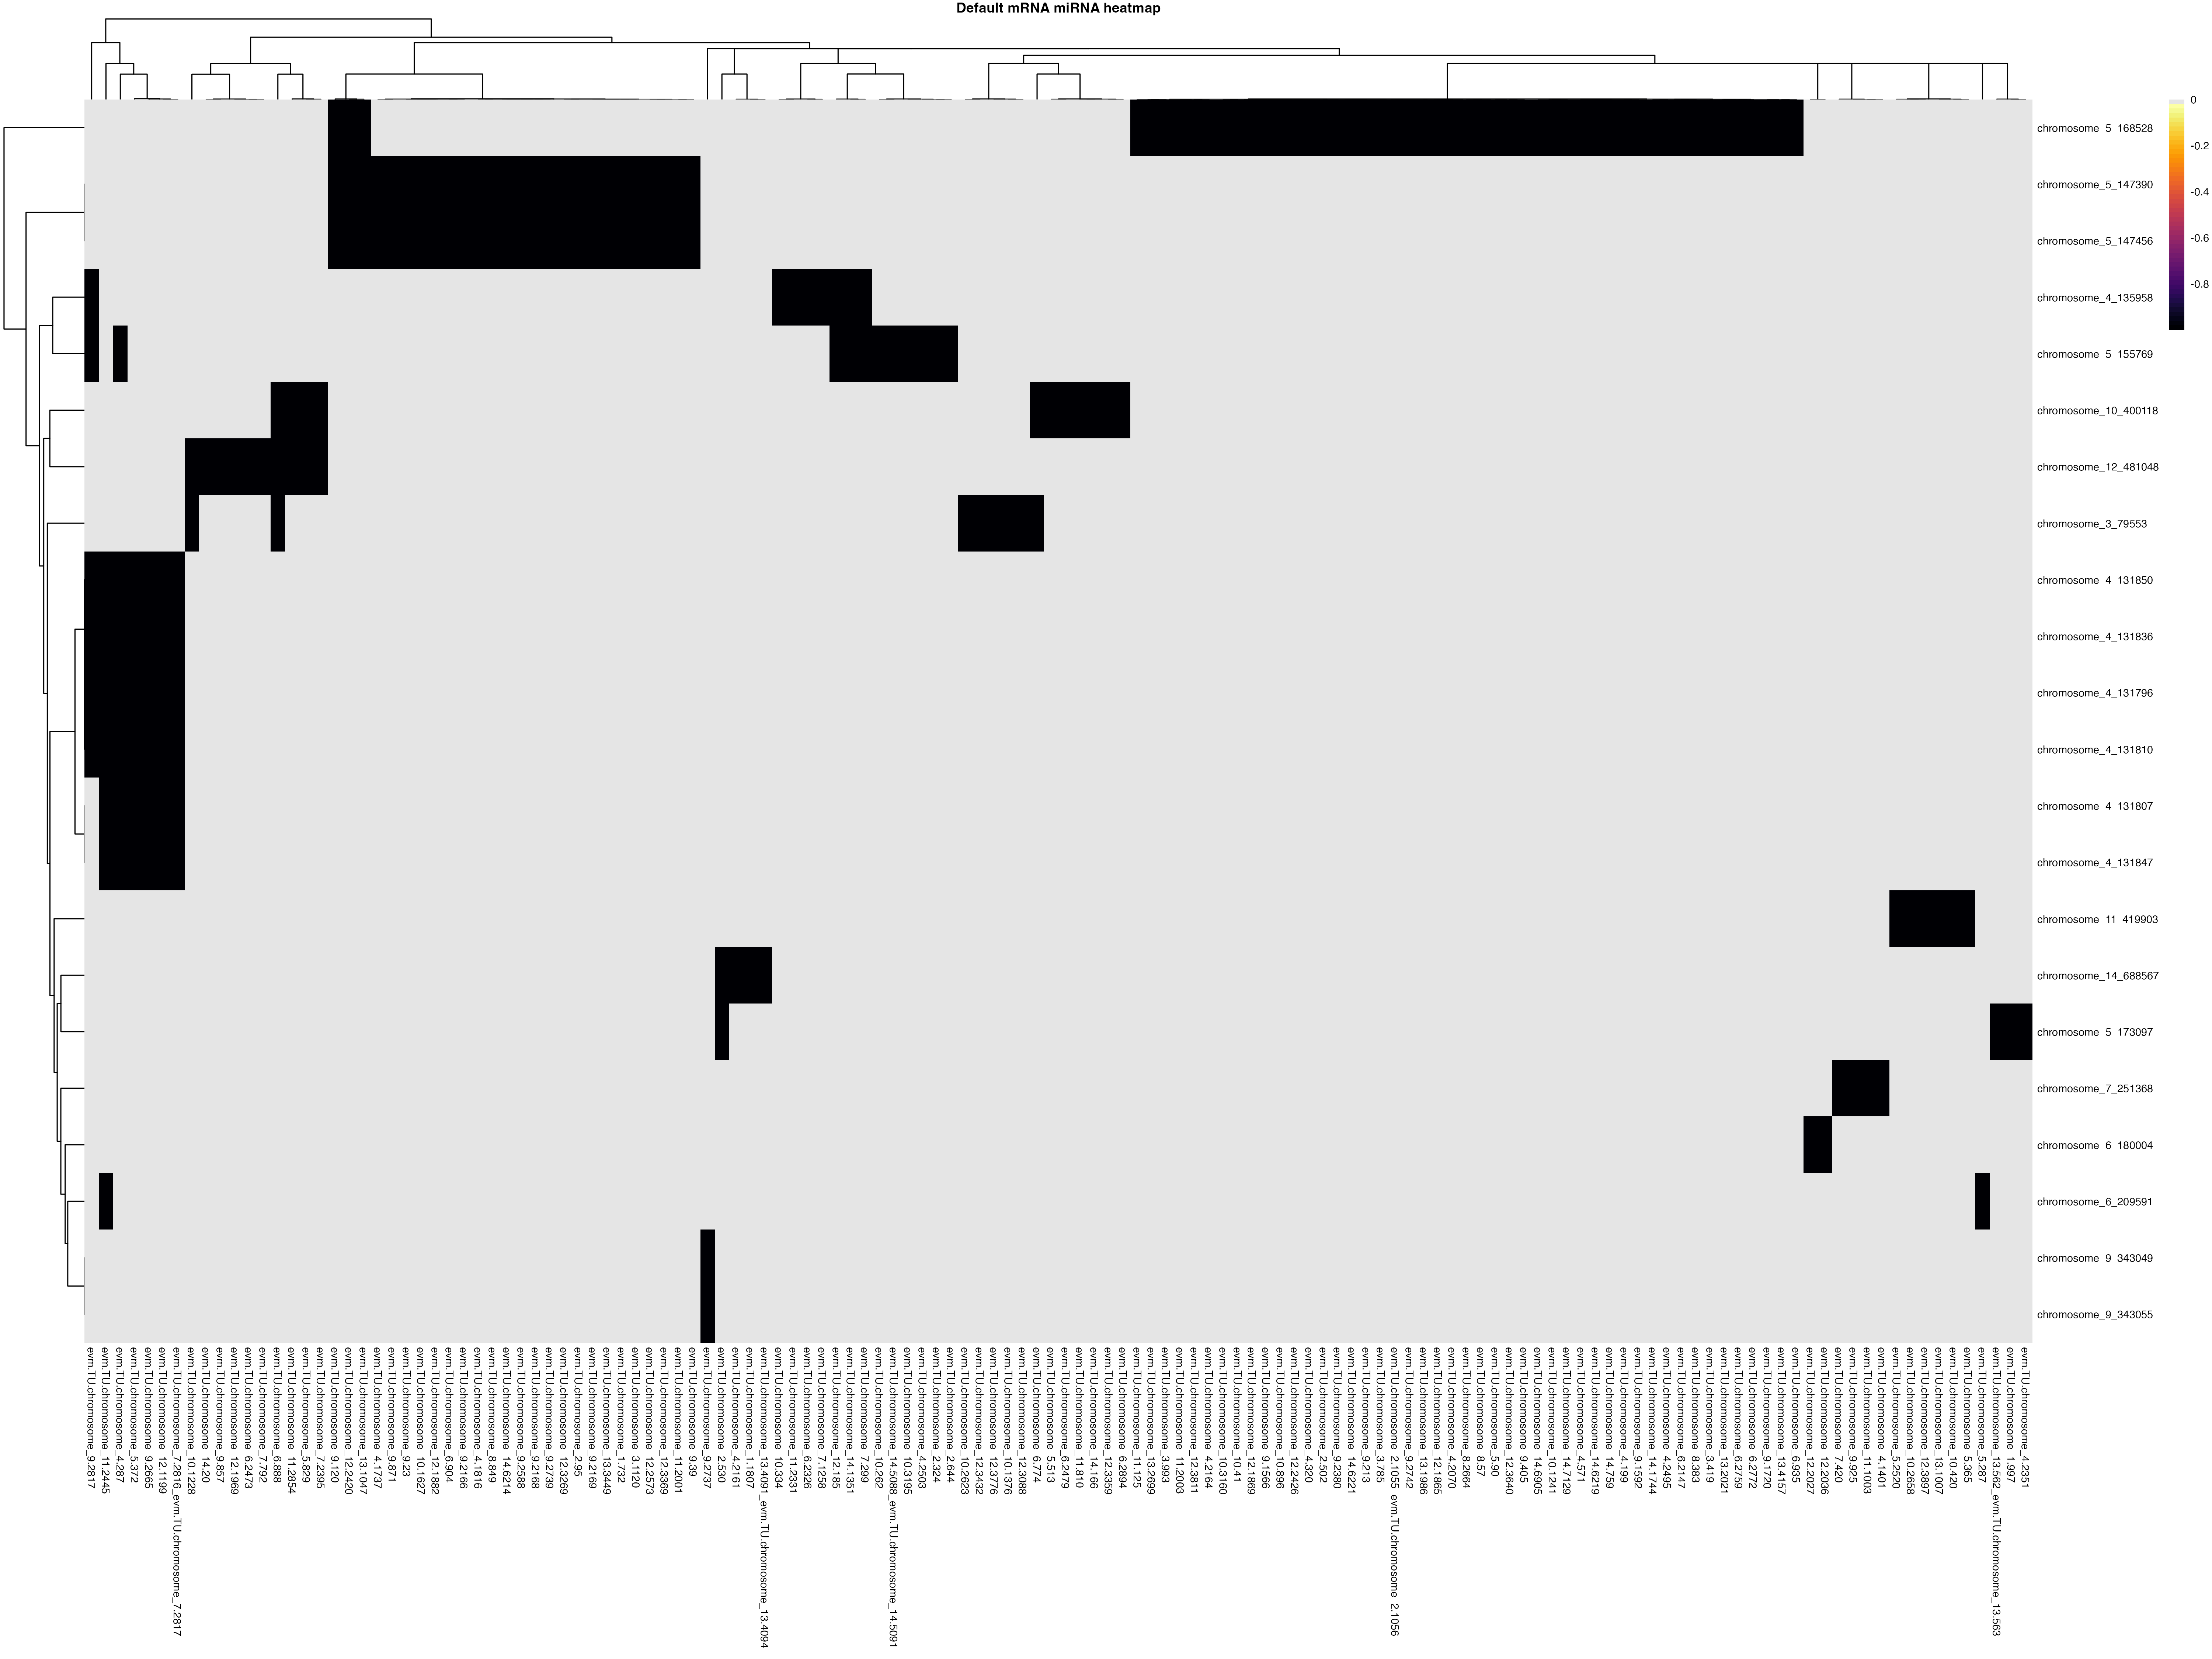 Default mRNA miRNA heatmap
0
-0.2
-0.4
-0.6
-0.8
chromosome_5_168528
chromosome_5_147390
chromosome_5_147456
chromosome_4_135958
chromosome_5_155769
chromosome_10_400118
chromosome_12_481048
chromosome_3_79553
chromosome_4_131850
chromosome_4_131836
chromosome_4_131796
chromosome_4_131810
chromosome_4_131807
chromosome_4_131847
chromosome_11_419903
chromosome_14_688567
chromosome_5_173097
chromosome_7_251368
chromosome_6_180004
chromosome_6_209591
chromosome_9_343049
chromosome_9_343055
evm.TU.chromosome_9.2817
evm.TU.chromosome_11.2445
evm.TU.chromosome_4.287
evm.TU.chromosome_5.372
evm.TU.chromosome_9.2665
evm.TU.chromosome_12.1199
evm.TU.chromosome_7.2816_evm.TU.chromosome_7.2817
evm.TU.chromosome_10.1228
evm.TU.chromosome_14.20
evm.TU.chromosome_9.857
evm.TU.chromosome_12.1969
evm.TU.chromosome_6.2473
evm.TU.chromosome_7.792
evm.TU.chromosome_6.888
evm.TU.chromosome_11.2854
evm.TU.chromosome_5.829
evm.TU.chromosome_7.2395
evm.TU.chromosome_9.120
evm.TU.chromosome_12.2420
evm.TU.chromosome_13.1047
evm.TU.chromosome_4.1737
evm.TU.chromosome_9.871
evm.TU.chromosome_9.23
evm.TU.chromosome_10.1627
evm.TU.chromosome_12.1882
evm.TU.chromosome_6.904
evm.TU.chromosome_9.2166
evm.TU.chromosome_4.1816
evm.TU.chromosome_8.849
evm.TU.chromosome_14.6214
evm.TU.chromosome_9.2588
evm.TU.chromosome_9.2168
evm.TU.chromosome_9.2739
evm.TU.chromosome_12.3269
evm.TU.chromosome_2.95
evm.TU.chromosome_9.2169
evm.TU.chromosome_13.3449
evm.TU.chromosome_1.732
evm.TU.chromosome_3.1120
evm.TU.chromosome_12.2573
evm.TU.chromosome_12.3369
evm.TU.chromosome_11.2001
evm.TU.chromosome_9.39
evm.TU.chromosome_9.2737
evm.TU.chromosome_2.530
evm.TU.chromosome_4.2161
evm.TU.chromosome_1.1807
evm.TU.chromosome_13.4091_evm.TU.chromosome_13.4094
evm.TU.chromosome_10.334
evm.TU.chromosome_11.2331
evm.TU.chromosome_6.2326
evm.TU.chromosome_7.1258
evm.TU.chromosome_12.185
evm.TU.chromosome_14.1351
evm.TU.chromosome_7.299
evm.TU.chromosome_10.262
evm.TU.chromosome_14.5088_evm.TU.chromosome_14.5091
evm.TU.chromosome_10.3195
evm.TU.chromosome_4.2503
evm.TU.chromosome_2.324
evm.TU.chromosome_2.644
evm.TU.chromosome_10.2623
evm.TU.chromosome_12.3432
evm.TU.chromosome_12.3776
evm.TU.chromosome_10.1376
evm.TU.chromosome_12.3088
evm.TU.chromosome_6.774
evm.TU.chromosome_5.513
evm.TU.chromosome_6.2479
evm.TU.chromosome_11.810
evm.TU.chromosome_14.166
evm.TU.chromosome_12.3359
evm.TU.chromosome_6.2894
evm.TU.chromosome_11.125
evm.TU.chromosome_13.2699
evm.TU.chromosome_3.993
evm.TU.chromosome_11.2003
evm.TU.chromosome_12.3811
evm.TU.chromosome_4.2164
evm.TU.chromosome_10.3160
evm.TU.chromosome_10.41
evm.TU.chromosome_12.1869
evm.TU.chromosome_9.1566
evm.TU.chromosome_10.896
evm.TU.chromosome_12.2426
evm.TU.chromosome_4.320
evm.TU.chromosome_2.502
evm.TU.chromosome_9.2380
evm.TU.chromosome_14.6221
evm.TU.chromosome_9.213
evm.TU.chromosome_3.785
evm.TU.chromosome_2.1055_evm.TU.chromosome_2.1056
evm.TU.chromosome_9.2742
evm.TU.chromosome_13.1986
evm.TU.chromosome_12.1865
evm.TU.chromosome_4.2070
evm.TU.chromosome_8.2664
evm.TU.chromosome_8.57
evm.TU.chromosome_5.90
evm.TU.chromosome_12.3640
evm.TU.chromosome_9.405
evm.TU.chromosome_14.6905
evm.TU.chromosome_10.1241
evm.TU.chromosome_14.7129
evm.TU.chromosome_4.571
evm.TU.chromosome_14.6219
evm.TU.chromosome_14.759
evm.TU.chromosome_4.199
evm.TU.chromosome_9.1592
evm.TU.chromosome_14.1744
evm.TU.chromosome_4.2495
evm.TU.chromosome_6.2147
evm.TU.chromosome_8.383
evm.TU.chromosome_3.419
evm.TU.chromosome_13.2021
evm.TU.chromosome_6.2759
evm.TU.chromosome_6.2772
evm.TU.chromosome_9.1720
evm.TU.chromosome_13.4157
evm.TU.chromosome_6.935
evm.TU.chromosome_12.2027
evm.TU.chromosome_12.2036
evm.TU.chromosome_7.420
evm.TU.chromosome_9.925
evm.TU.chromosome_11.1003
evm.TU.chromosome_4.1401
evm.TU.chromosome_5.2520
evm.TU.chromosome_10.2658
evm.TU.chromosome_12.3897
evm.TU.chromosome_13.1007
evm.TU.chromosome_10.420
evm.TU.chromosome_5.365
evm.TU.chromosome_5.287
evm.TU.chromosome_13.562_evm.TU.chromosome_13.563
evm.TU.chromosome_1.997
evm.TU.chromosome_4.2351